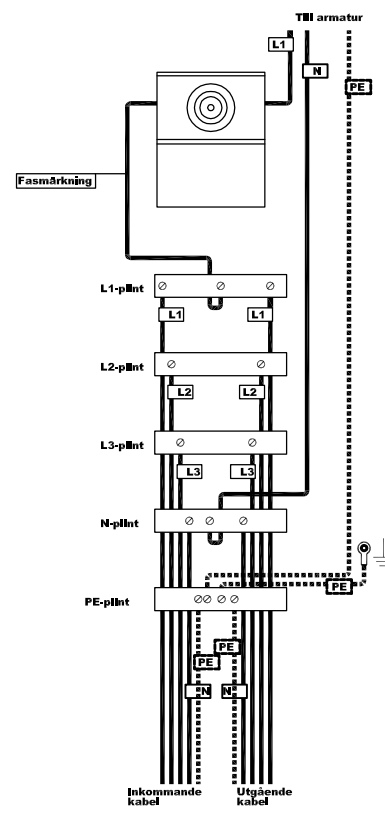 Till armatur
L1
N
PE
Fasmärkning
L1-plint
L1
L1
L2-plint
L2
L2
L3-plint
L3
L3
N-plint
PE
PE-plint
PE
PE
N
N
Inkommande
kabel
Utgående
kabel